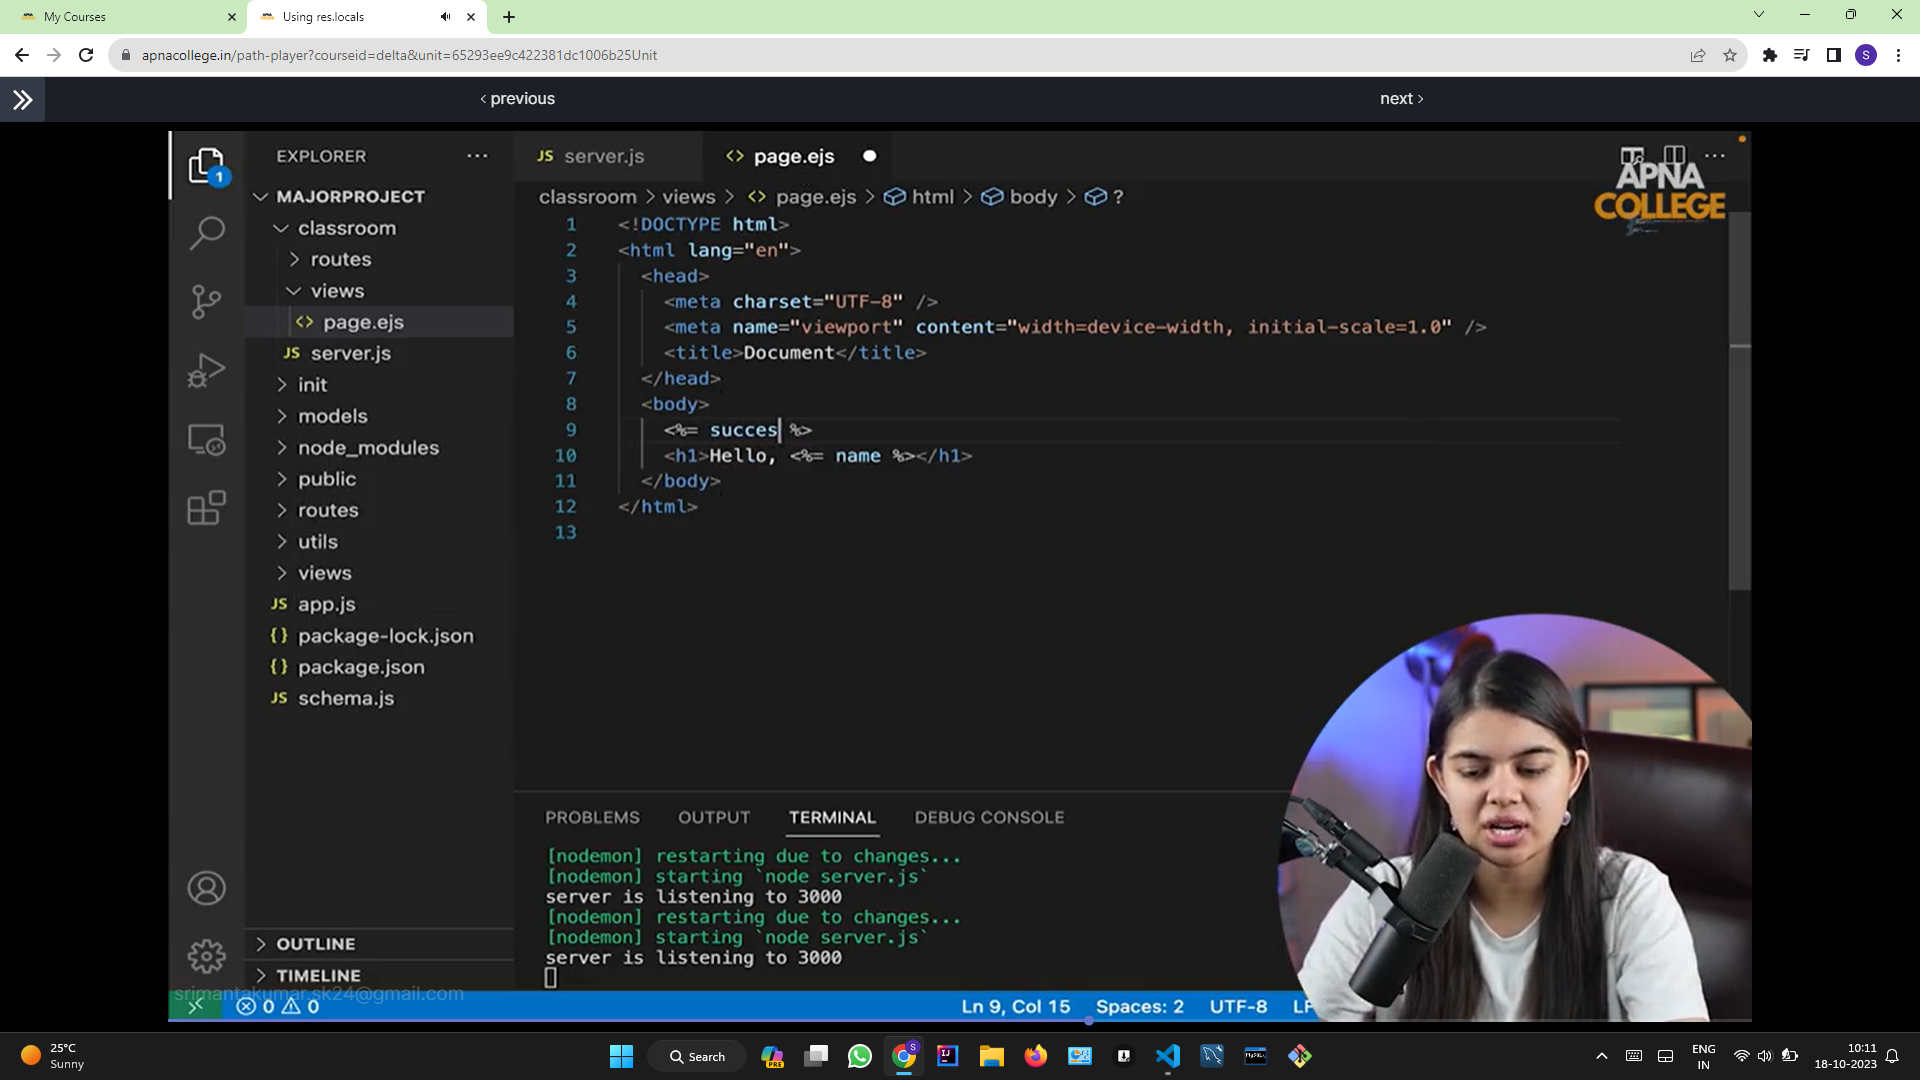 My Courses
Using res.locals
apnacollege.in/path-player?courseid=delta&unit=65293ee9c422381dc1006b25Unit
S
‹ previous
next ›
EXPLORER
1
MAJORPROJECT
classroom
routes
views
page.ejs
JS server.js
init
models
node_modules
public
routes
utils
views
JS app.js
{} package-lock.json
{} package.json
JS schema.js
OUTLINE
TIMELINE
JS server.js
<> page.ejs
APNA
COLLEGE
classroom > views > <> page.ejs > html > body > ?
1 <!DOCTYPE html>
2 <html lang="en">
3 <head>
4 <meta charset="UTF-8" />
5 <meta name="viewport" content="width=device-width, initial-scale=1.0" />
6 <title>Document</title>
7 </head>
8 <body>
9 <%= succes %>
10 <h1>Hello, <%= name %></h1>
11 </body>
12 </html>
13
PROBLEMS OUTPUT TERMINAL DEBUG CONSOLE
[nodemon] restarting due to changes...
[nodemon] starting `node server.js`
server is listening to 3000
[nodemon] restarting due to changes...
[nodemon] starting `node server.js`
server is listening to 3000
srimantakumar.sk24@gmail.com
0 0
Ln 9, Col 15 Spaces: 2 UTF-8 LF
25°C
Sunny
Search
PRE
S
IJ
MySQL
ENG
IN
10:11
18-10-2023